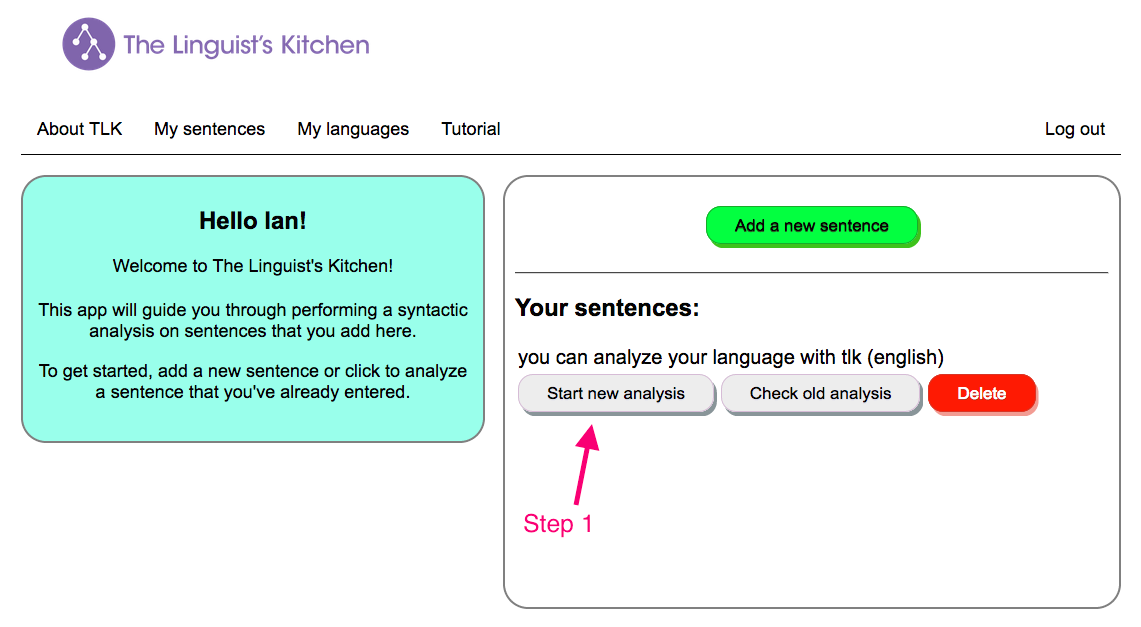 The Linguist's Kitchen
About TLK My sentences My languages Tutorial Log out
Hello Ian!
Welcome to The Linguist's Kitchen!
This app will guide you through performing a syntactic
analysis on sentences that you add here.
To get started, add a new sentence or click to analyze
a sentence that you've already entered.
Add a new sentence
Your sentences:
you can analyze your language with tlk (english)
Start new analysis Check old analysis Delete
Step 1